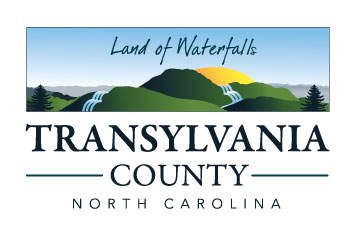 Land of Waterfalls
TRANSYLVANIA
COUNTY
NORTH CAROLINA